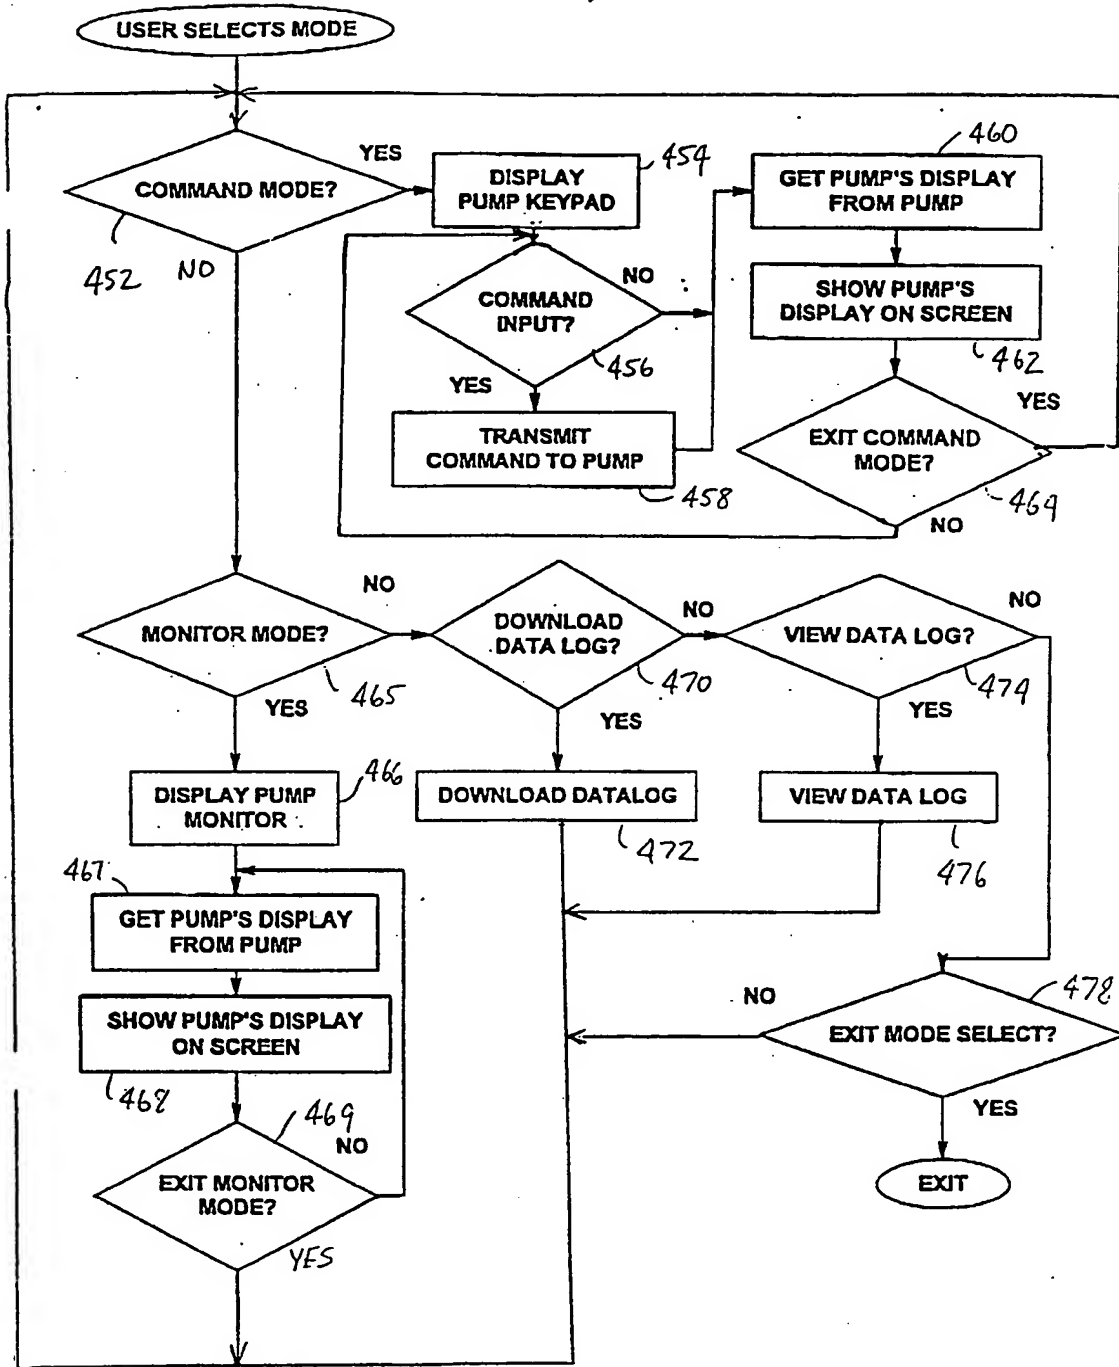 USER SELECTS MODE
COMMAND MODE?
YES
452
NO
DISPLAY
PUMP KEYPAD
454
COMMAND
INPUT?
NO
456
YES
TRANSMIT
COMMAND TO PUMP
458
GET PUMP'S DISPLAY
FROM PUMP
460
SHOW PUMP'S
DISPLAY ON SCREEN
462
EXIT COMMAND
MODE?
YES
464
NO
MONITOR MODE?
NO
465
YES
DOWNLOAD
DATA LOG?
NO
470
YES
VIEW DATA LOG?
NO
474
YES
DISPLAY PUMP
MONITOR
466
DOWNLOAD DATALOG
472
VIEW DATA LOG
476
467
GET PUMP'S DISPLAY
FROM PUMP
SHOW PUMP'S DISPLAY
ON SCREEN
468
469
EXIT MONITOR
MODE?
NO
YES
EXIT MODE SELECT?
NO
478
YES
EXIT